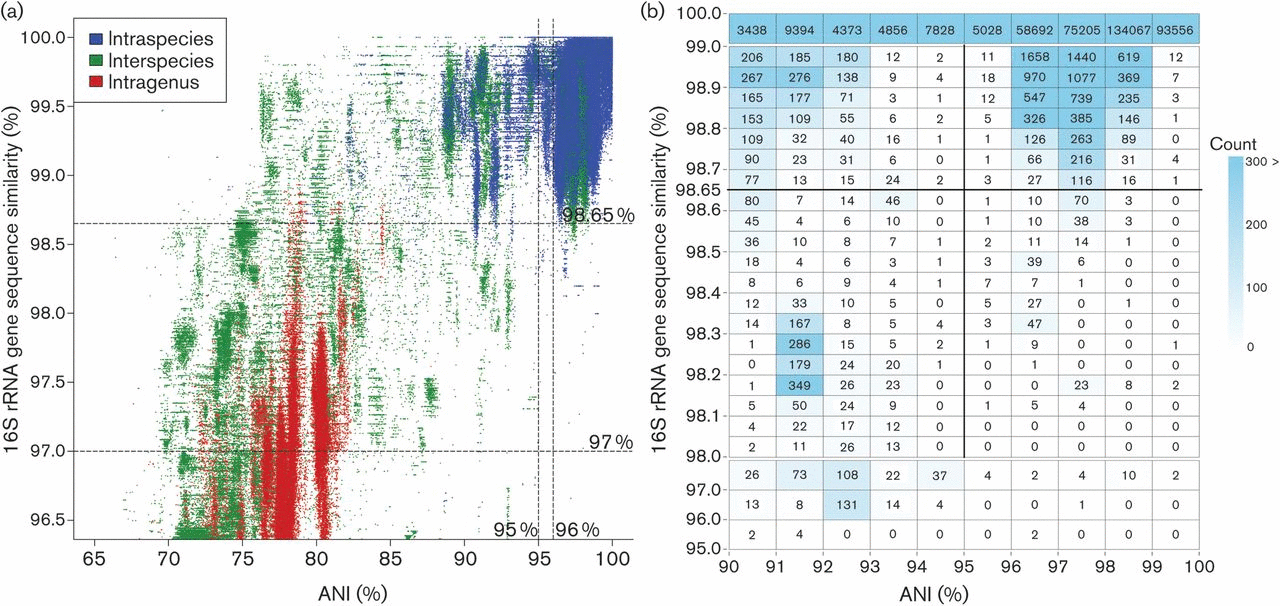 (a)
Intraspecies
Interspecies
Intragenus
16S rRNA gene sequence similarity (%)
100.0
99.5
99.0
98.5
98.0
97.5
97.0
96.5
98.65 %
97 %
95 % 96 %
65 70 75 80 85 90 95 100
ANI (%)
(b)
16S rRNA gene sequence similarity (%)
100.0
3438 9394 4373 4856 7828 5028 58692 75205 134067 93556
99.0
206 185 180 12 2 11 1658 1440 619 12
267 276 138 9 4 18 970 1077 369 7
98.9
165 177 71 3 1 12 547 739 235 3
153 109 55 6 2 5 326 385 146 1
98.8
109 32 40 16 1 1 126 263 89 0
90 23 31 6 0 1 66 216 31 4
98.7
77 13 15 24 2 3 27 116 16 1
98.65
80 7 14 46 0 1 10 70 3 0
98.6
45 4 6 10 0 1 10 38 3 0
36 10 8 7 1 2 11 14 1 0
98.5
18 4 6 3 1 3 39 6 0 0
8 6 9 4 1 7 7 1 0 0
98.4
12 33 10 5 0 5 27 0 1 0
14 167 8 5 4 3 47 0 0 0
98.3
1 286 15 5 2 1 9 0 0 1
0 179 24 20 1 0 1 0 0 0
98.2
1 349 26 23 0 0 0 23 8 2
5 50 24 9 0 1 5 4 0 0
98.1
4 22 17 12 0 0 0 0 0 0
2 11 26 13 0 0 0 0 0 0
98.0
26 73 108 22 37 4 2 4 10 2
97.0
13 8 131 14 4 0 0 1 0 0
96.0
2 4 0 0 0 0 2 0 0 0
95.0
90 91 92 93 94 95 96 97 98 99 100
ANI (%)
Count
300 >
200
100
0